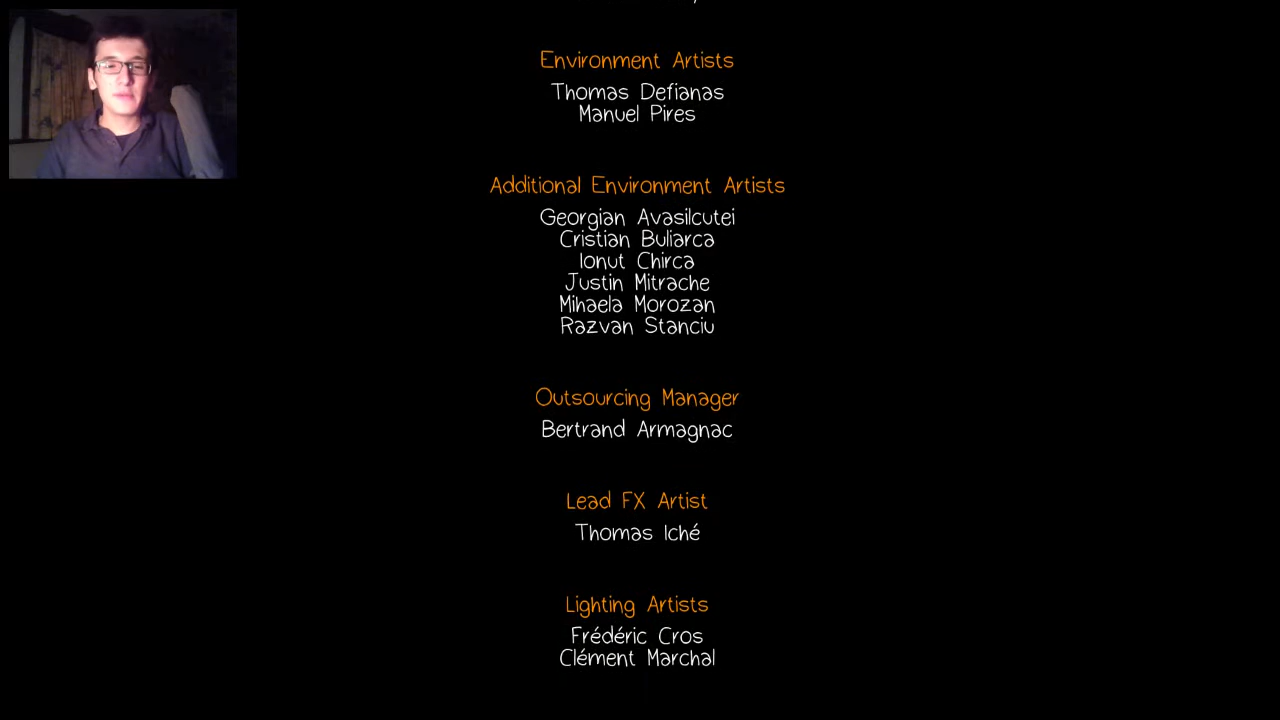 Environment Artists
Thomas Defianas
Manuel Pires
Additional Environment Artists
Georgian Avasilcutei
Cristian Buliarca
Ionut Chirca
Justin Mitrache
Mihaela Morozan
Razvan Stanciu
Outsourcing Manager
Bertrand Armagnac
Lead FX Artist
Thomas Iché
Lighting Artists
Frédéric Cros
Clément Marchal